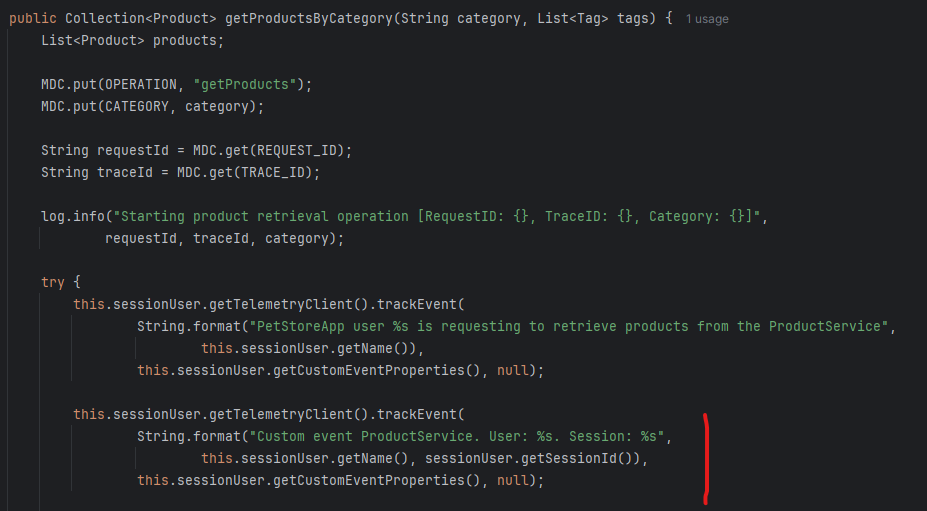 public Collection<Product> getProductsByCategory(String category, List<Tag> tags) { 1 usage
List<Product> products;
MDC.put(OPERATION, "getProducts");
MDC.put(CATEGORY, category);
String requestId = MDC.get(REQUEST_ID);
String traceId = MDC.get(TRACE_ID);
log.info("Starting product retrieval operation [RequestID: {}, TraceID: {}, Category: {}]",
requestId, traceId, category);
try {
this.sessionUser.getTelemetryClient().trackEvent(
String.format("PetStoreApp user %s is requesting to retrieve products from the ProductService",
this.sessionUser.getName()),
this.sessionUser.getCustomEventProperties(), null);
this.sessionUser.getTelemetryClient().trackEvent(
String.format("Custom event ProductService. User: %s. Session: %s",
this.sessionUser.getName(), sessionUser.getSessionId()),
this.sessionUser.getCustomEventProperties(), null);